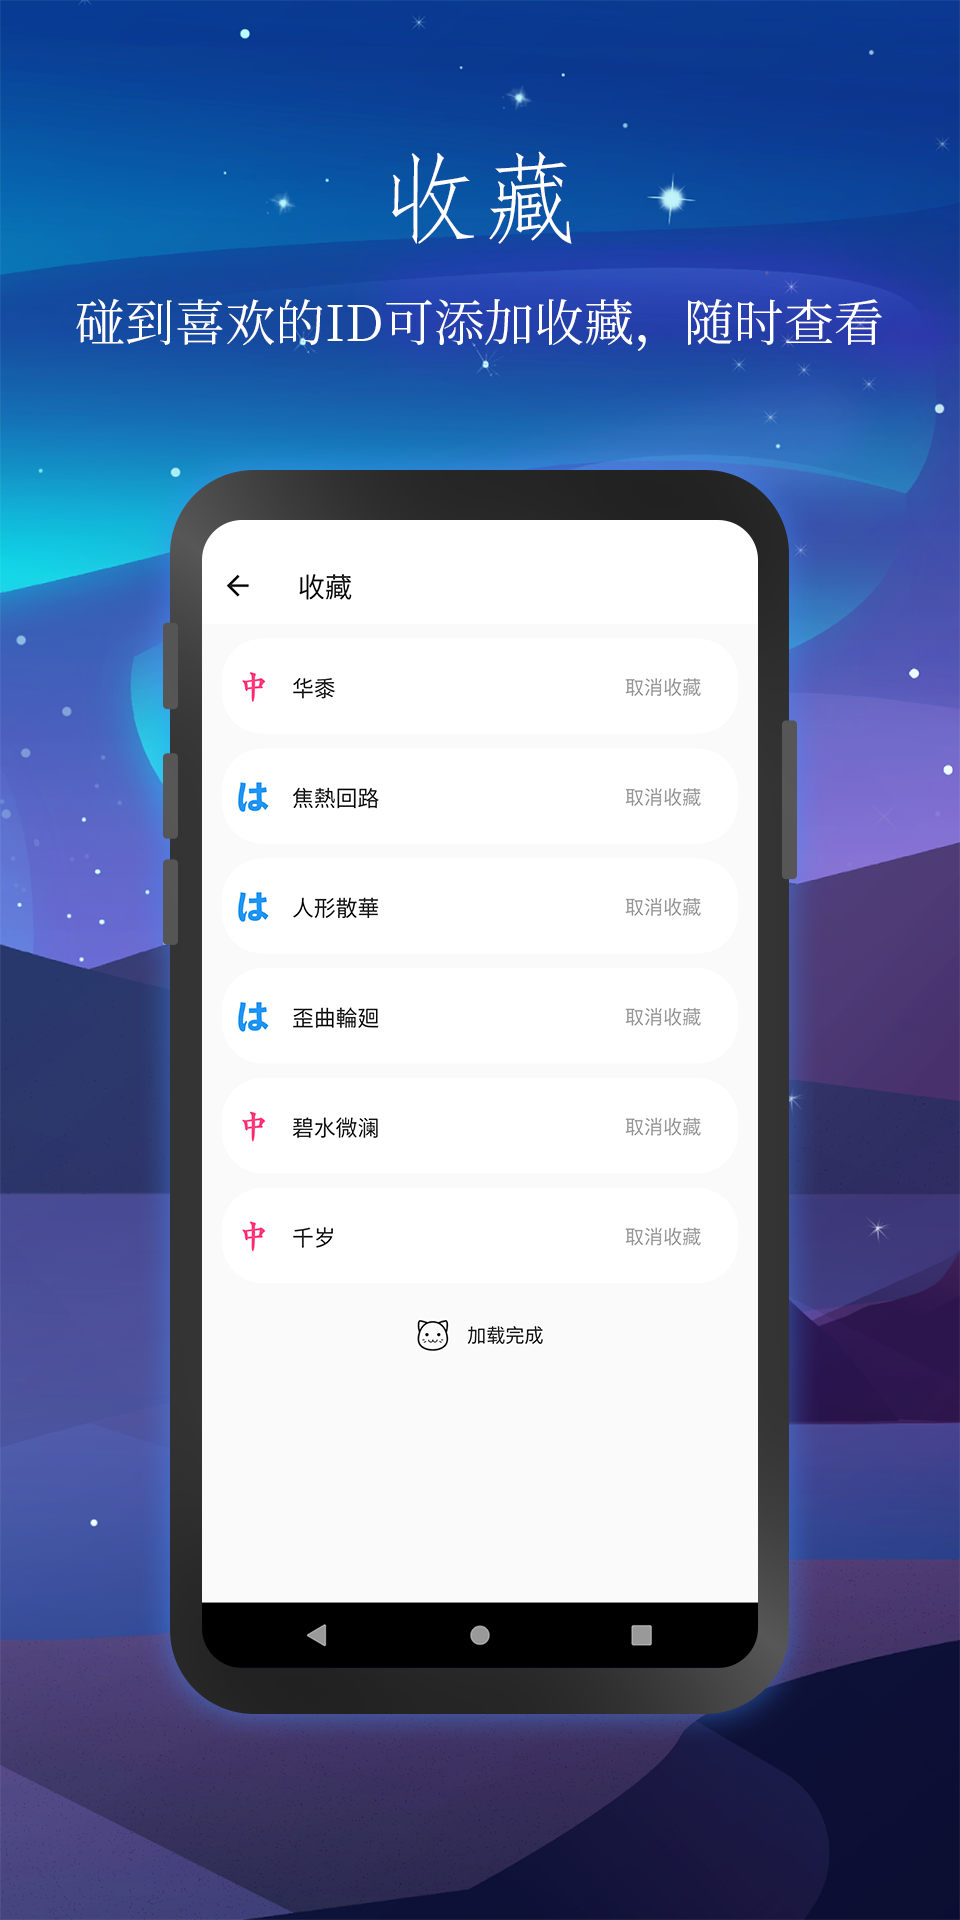 收藏
碰到喜欢的ID可添加收藏，随时查看
收藏
中 华黍 取消收藏
は 焦熱回路 取消收藏
は 人形散華 取消收藏
は 歪曲輪廻 取消收藏
中 碧水微澜 取消收藏
中 千岁 取消收藏
加载完成